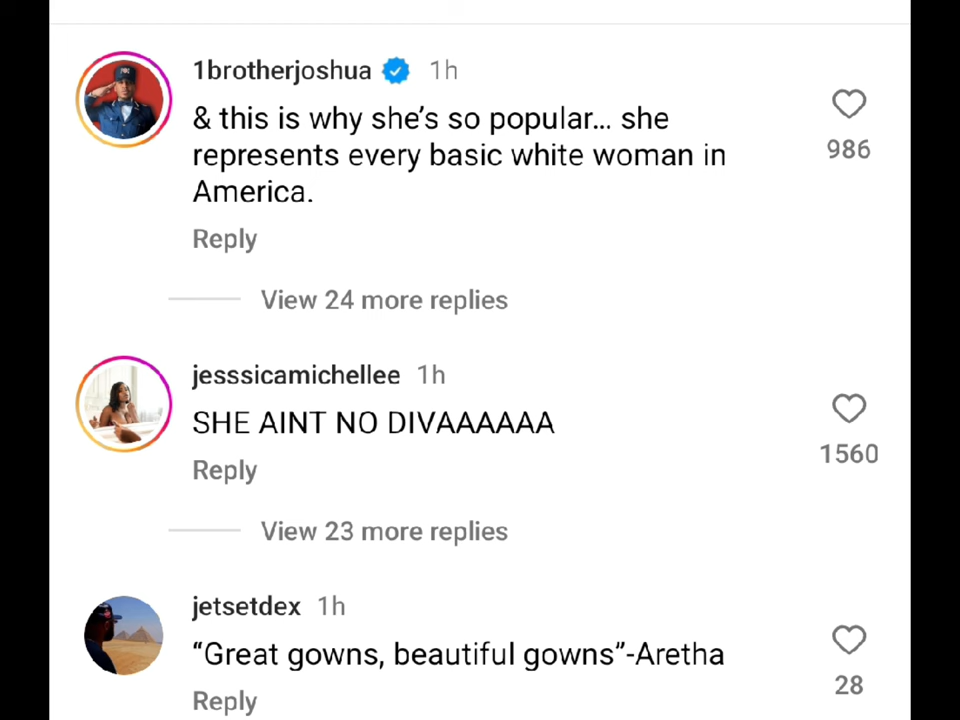 1brotherjoshua 1h
& this is why she’s so popular... she
represents every basic white woman in
America.
986
Reply
View 24 more replies
jesssicamichellee 1h
SHE AINT NO DIVAAAAAA
1560
Reply
View 23 more replies
jetsetdex 1h
“Great gowns, beautiful gowns”-Aretha
28
Reply